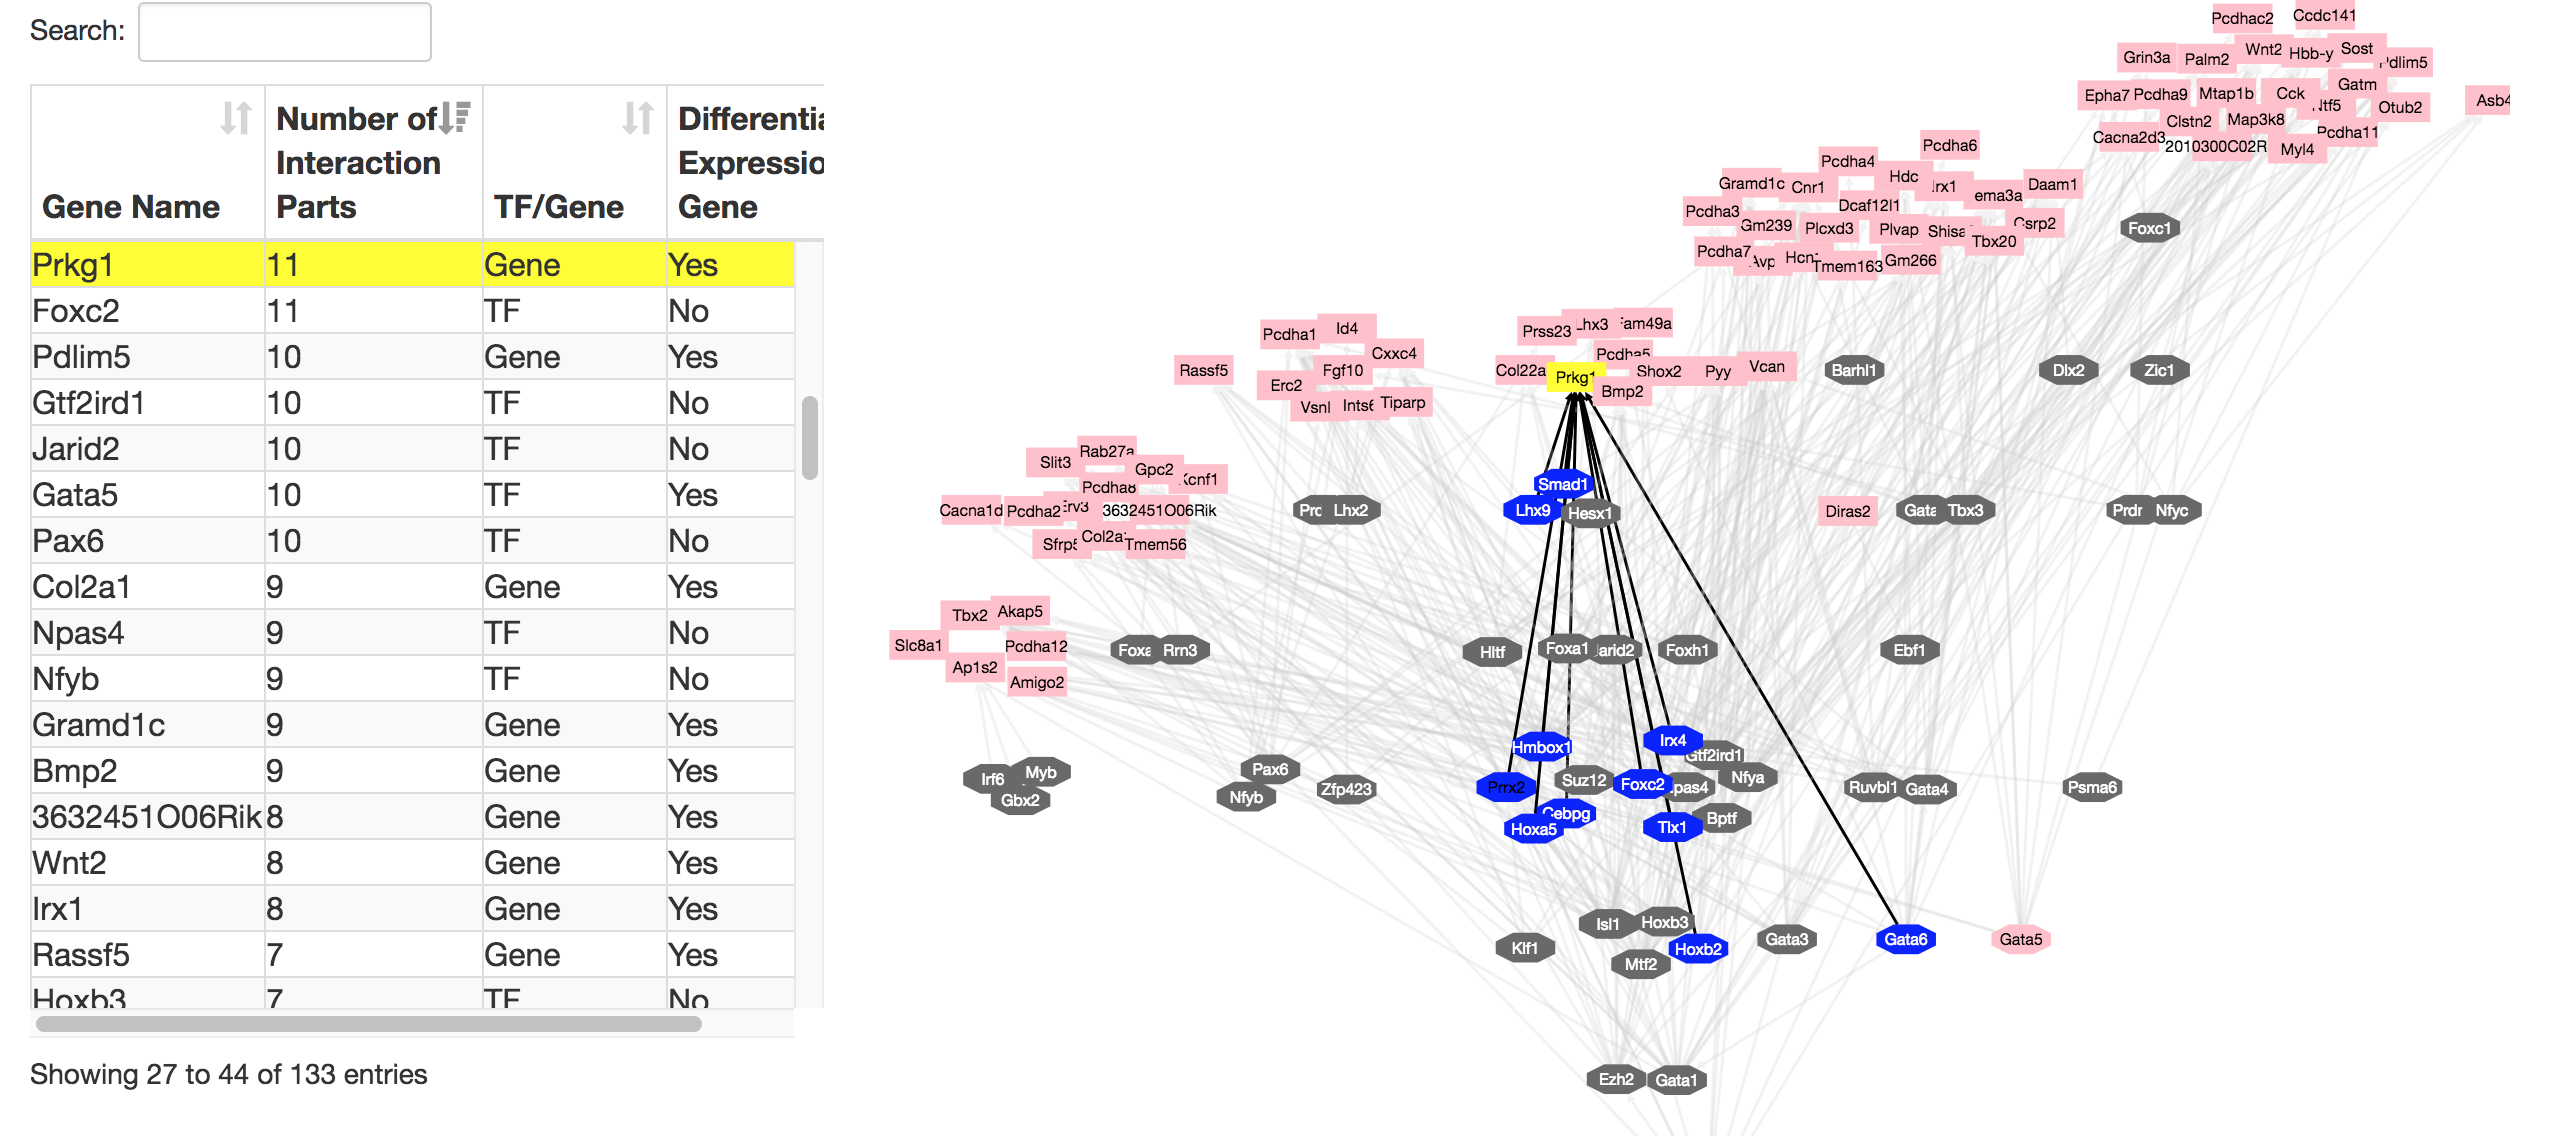 Search:
Gene Name
Number of Interaction Parts
TF/Gene
Differentia Expressio Gene
Prkg1 11 Gene Yes
Foxc2 11 TF No
Pdlim5 10 Gene Yes
Gtf2ird1 10 TF No
Jarid2 10 TF No
Gata5 10 TF Yes
Pax6 10 TF No
Col2a1 9 Gene Yes
Npas4 9 TF No
Nfyb 9 TF No
Gramd1c 9 Gene Yes
Bmp2 9 Gene Yes
3632451O06Rik 8 Gene Yes
Wnt2 8 Gene Yes
Irx1 8 Gene Yes
Rassf5 7 Gene Yes
Hoxb3 7 TF No
Showing 27 to 44 of 133 entries
Pcdhac2 Ccdc141
Grin3a Palm2 Wnt2 Hbb-y Sost dlim5
Epha7 Pcdha9 Mtap1b Cck Gatm
Ntf5 Otub2 Asb4
Clstn2 Map3k8
Cacna2d3 2010300C02R Myl4 Pcdha11
Pcdha6
Pcdha4
Gramd1c Cnr1 Hdc Irx1 ema3a Daam1
Pcdha3 Dcaf12l1
Gm239 Plcxd3 Plvap Shisa Tbx20 Csrp2
Pcdha7 Avp Hcn Tmem163 Gm266
Foxc1
Pcdha1 Id4
Prss23 Lhx3 Fam49a
Cxxc4
Rassf5 Fgf10 Col22a Prkg1 Pcdha5 Shox2 Pyy Vcan Barhl1 Dlx2 Zic1
Erc2 Bmp2
Vsnl Ints6 Tiparp
Slit3 Rab27a
Gpc2 Kcnf1
Pcdha8 Smad1
Cacna1d Pcdha2 Erv3 3632451O06Rik Prc Lhx2 Lhx9 Hesx1 Diras2 Gata Tbx3 Prdr Nfyc
Sfrp5 Col2a Tmem56
Tbx2 Akap5
Slc8a1 Pcdha12 Foxa Rrn3 Hltf Foxa1 arid2 Foxh1 Ebf1
Ap1s2
Amigo2
Hmbox1 Irx4 Gtf2ird1
Irf6 Myb Pax6 Suz12 Foxc2 pas4 Nfya
Gbx2 Nfyb Zfp423 Prrx2 Ruvbl1 Gata4 Psma6
Hoxa5 Cebpg Tlx1 Bptf
Isl1 Hoxb3
Klf1 Hoxb2 Gata3 Gata6 Gata5
Mtf2
Ezh2 Gata1